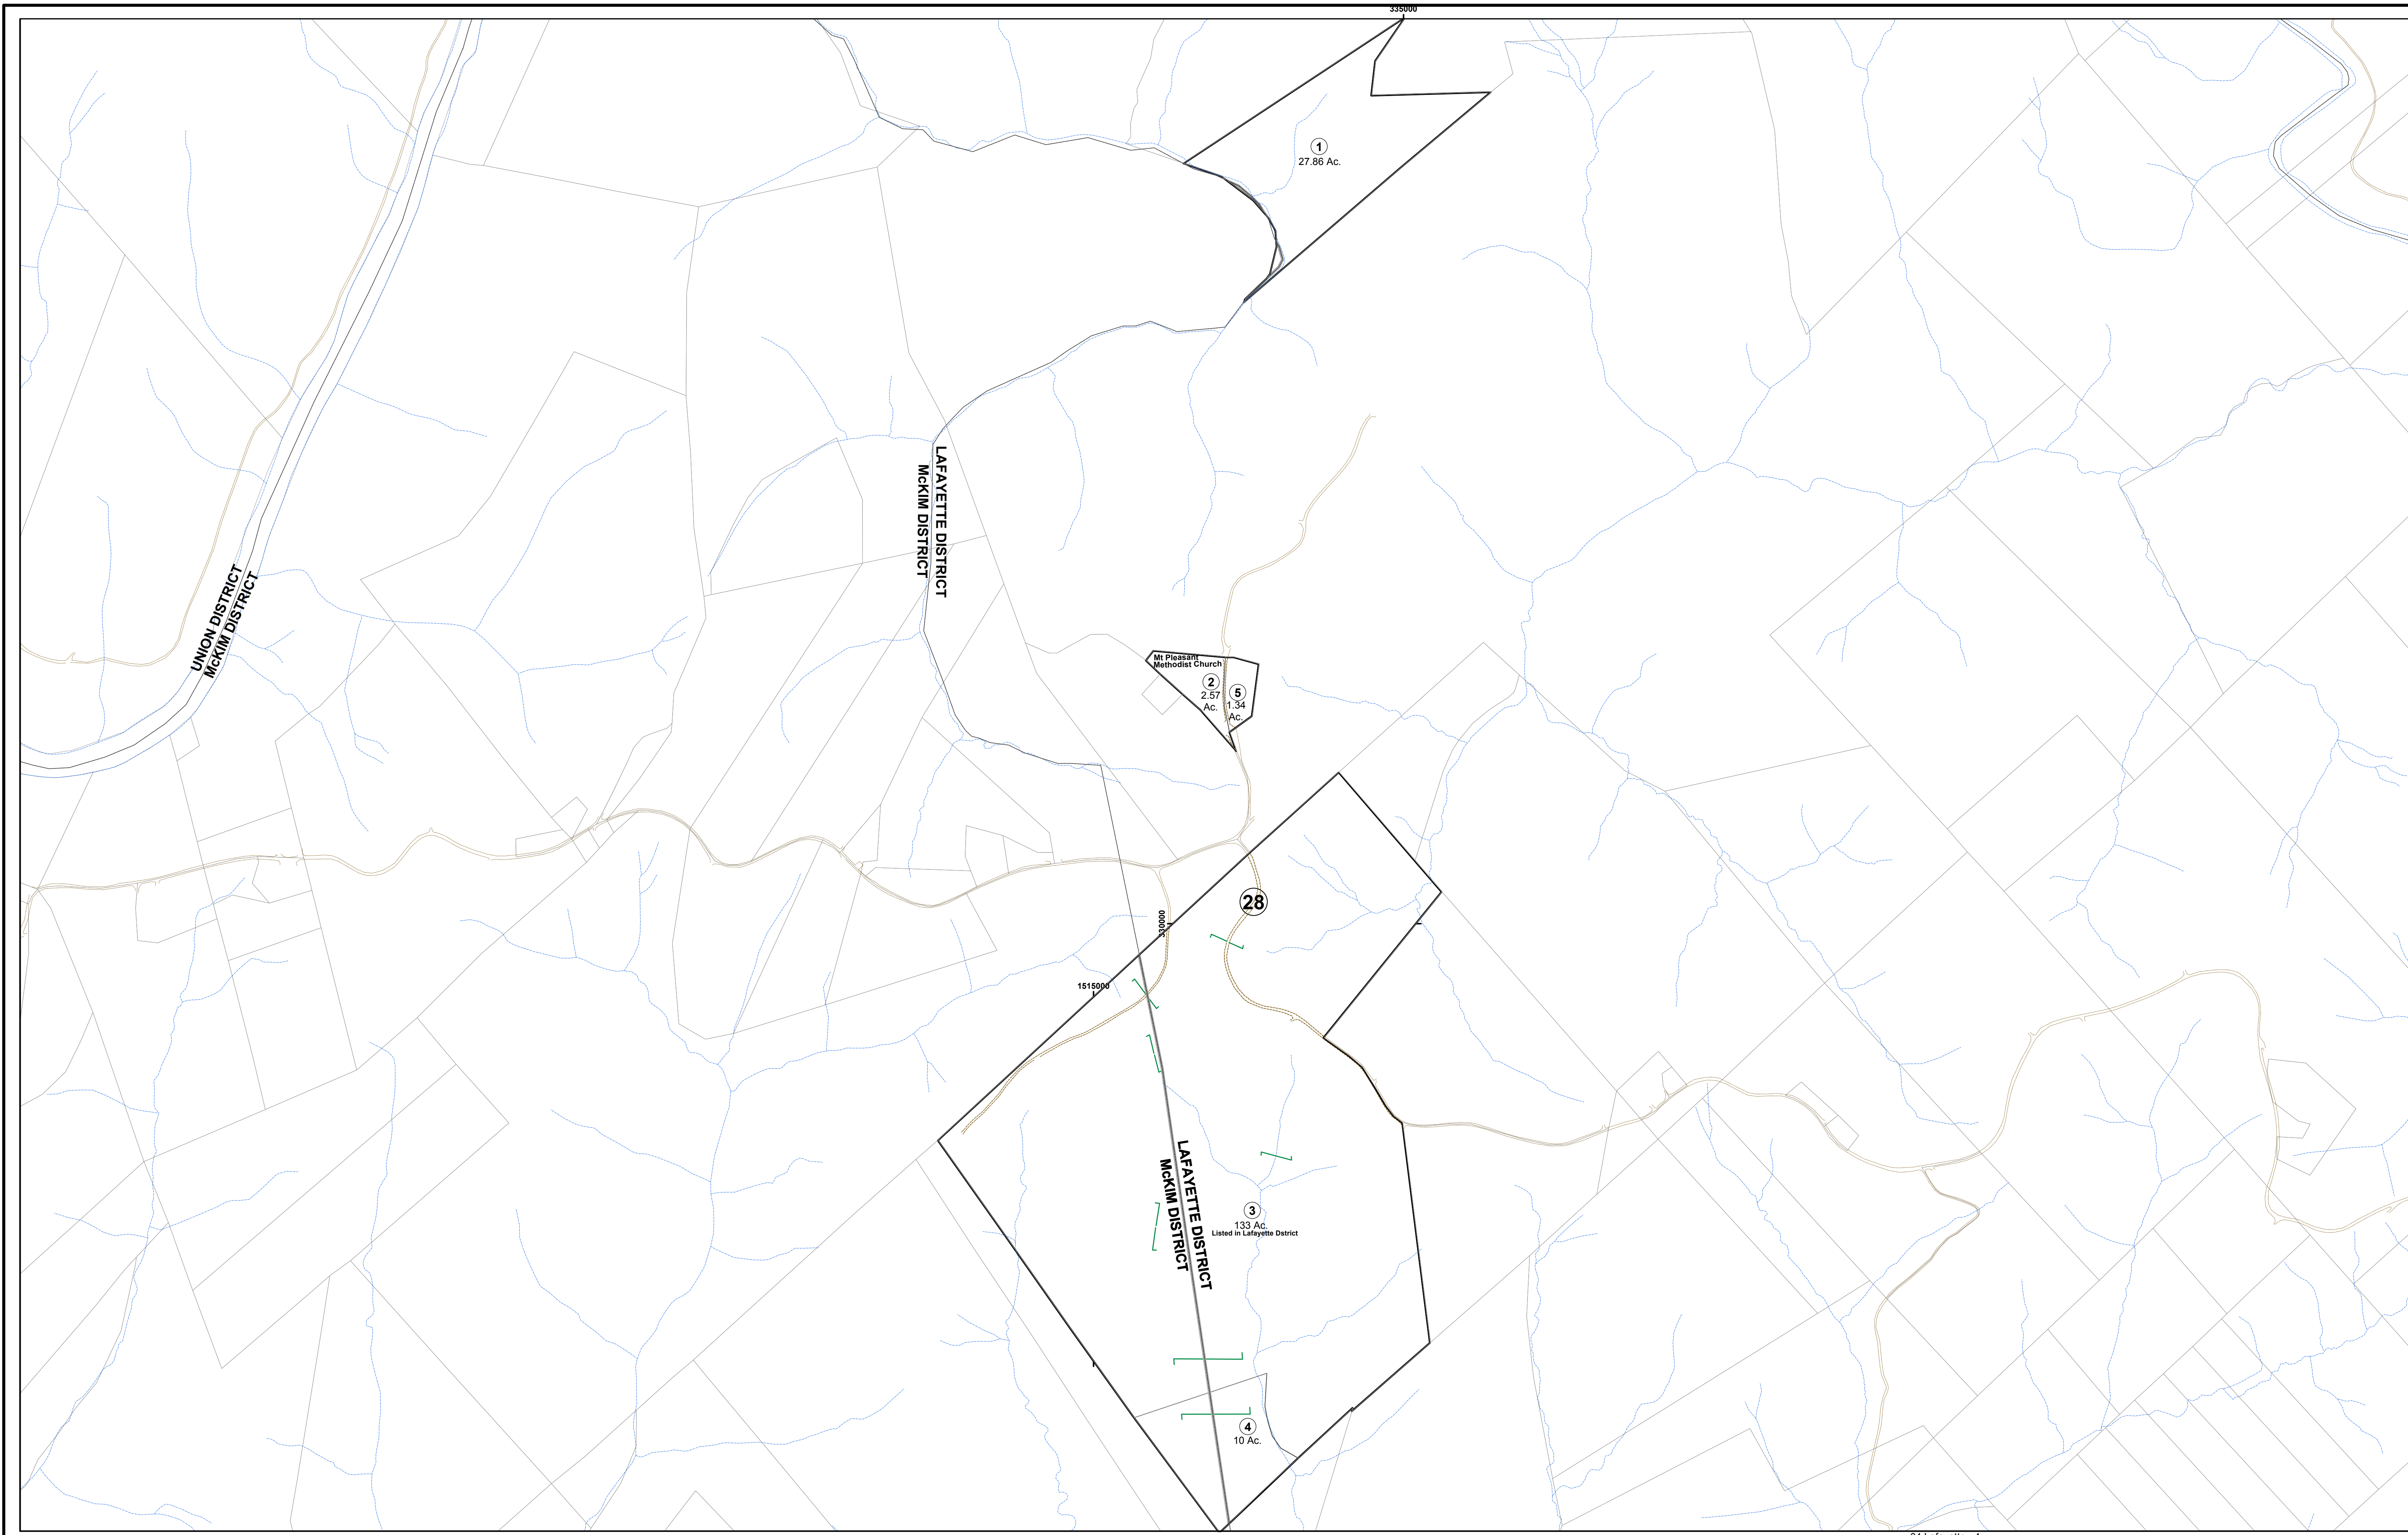 335000
1
27.86 Ac.
LAFAYETTE DISTRICT
McKIM DISTRICT
UNION DISTRICT
McKIM DISTRICT
Mt Pleasant
Methodist Church
2
2.57
Ac.
5
1.34
Ac.
28
330000
1515000
LAFAYETTE DISTRICT
McKIM DISTRICT
3
133 Ac.
Listed in Lafayette Dstrict
4
10 Ac.